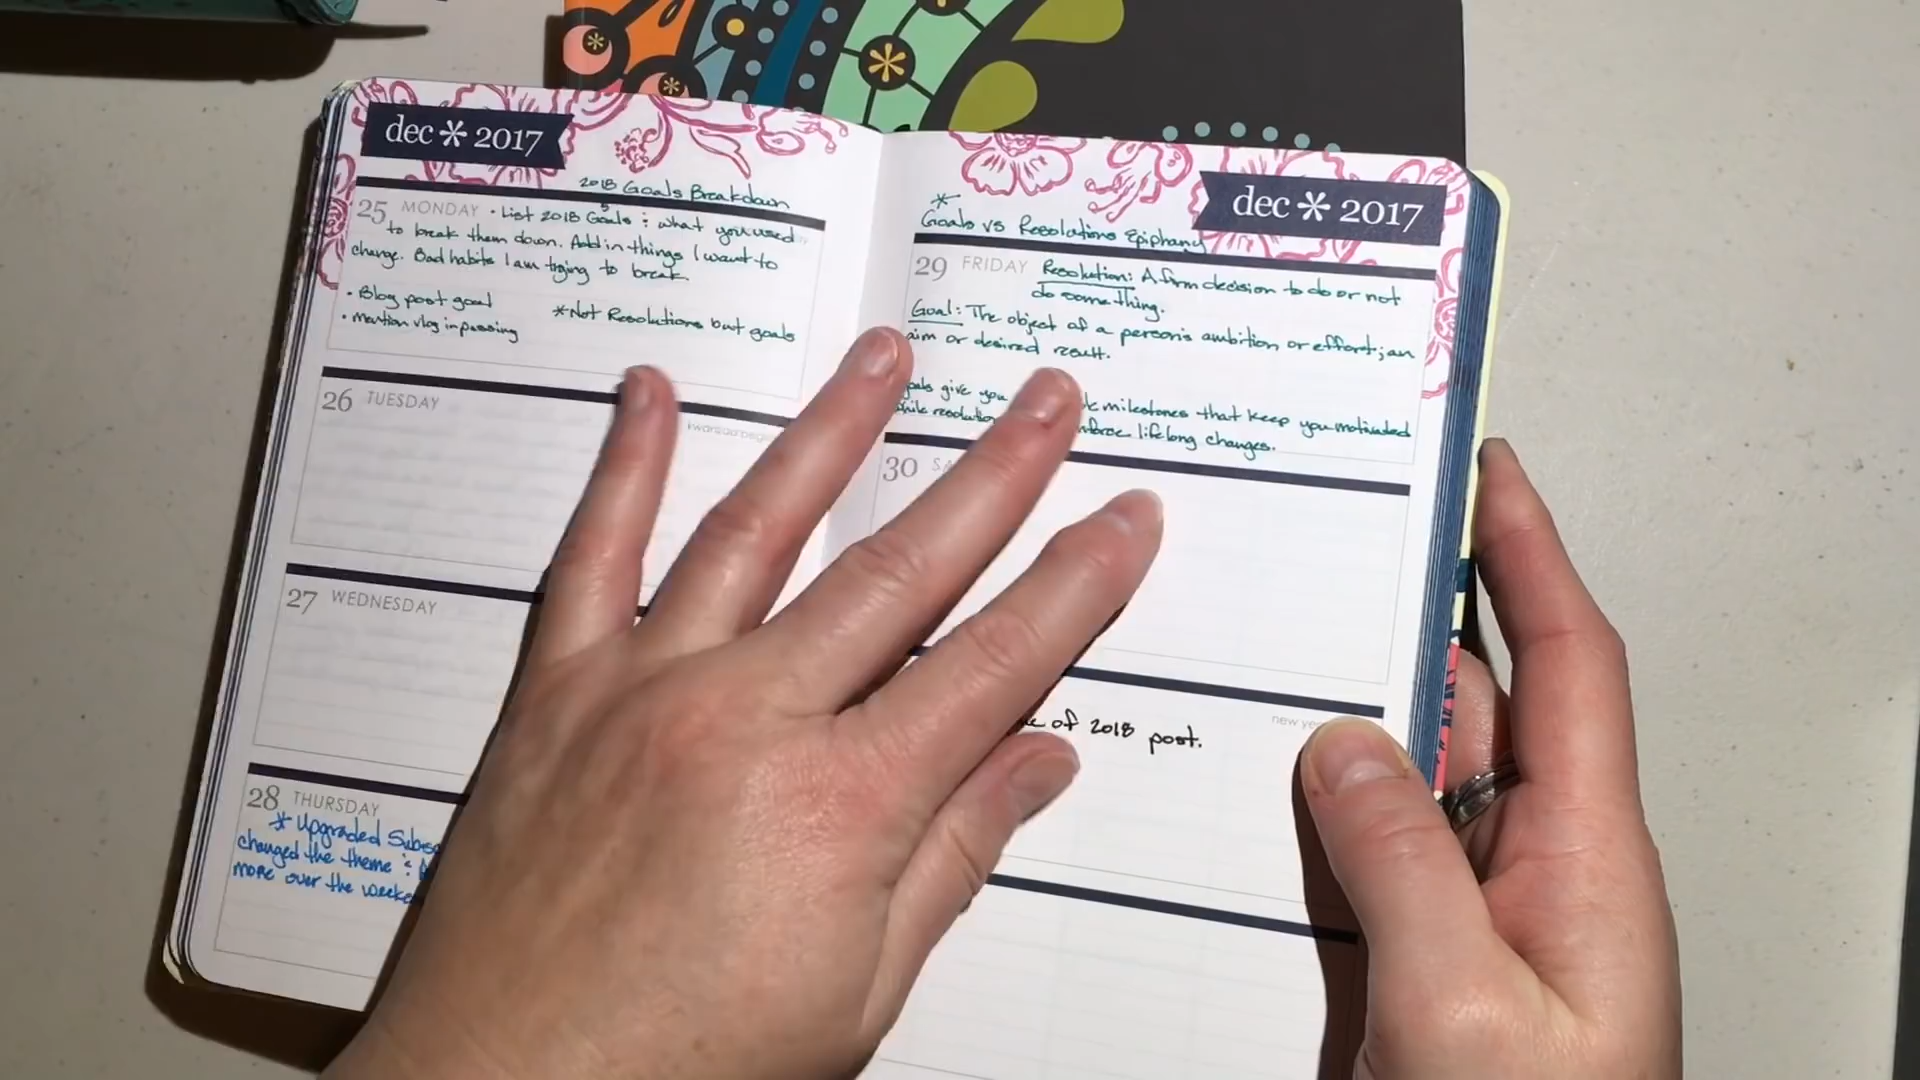 dec * 2017
2018 Goals Breakdown
25 MONDAY • List 2018 Goals & what you used
to break them down. Add in things I want to
change. Bad habits I am trying to break.
• Blog post goal
• mention vlog in passing
*Not Resolutions but goals
26 TUESDAY
kwanzaa begi
27 WEDNESDAY
28 THURSDAY
* Upgraded
changed the theme &
more over the
dec * 2017
*
Goals vs Resolutions Epiphany
29 FRIDAY Resolution: A firm decision to do or not
do something.
Goal: The object of a person's ambition or effort; an
aim or desired result.
give you milestones that keep you motivated
lifelong changes.
30
of 2018 post.
new